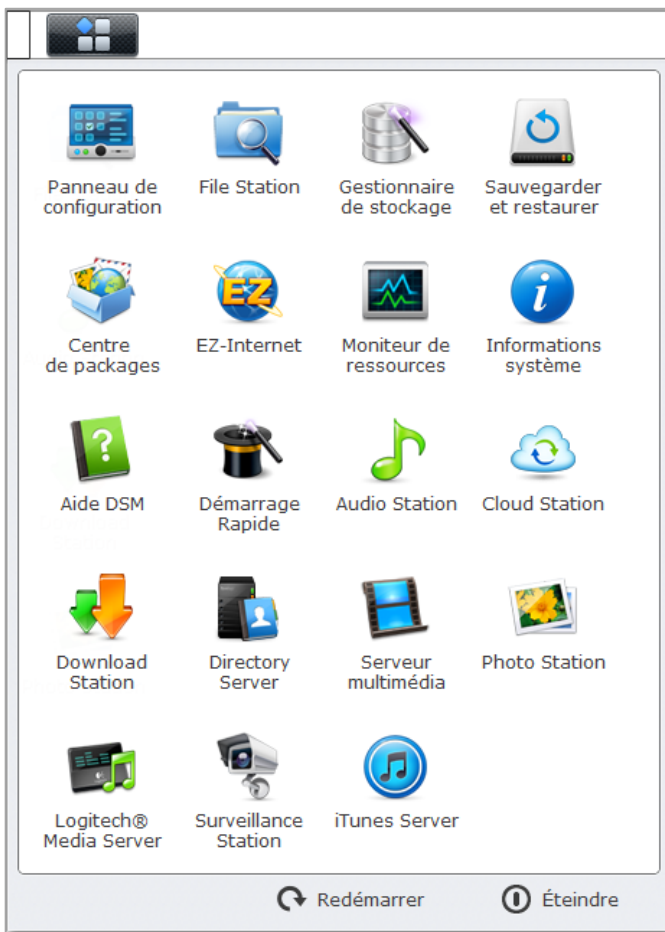 Panneau de
configuration
File Station
Gestionnaire
de stockage
Sauvegarder
et restaurer
Centre
de packages
EZ
EZ-Internet
Moniteur de
ressources
Informations
système
Aide DSM
Démarrage
Rapide
Audio Station
Cloud Station
Download
Station
Directory
Server
Serveur
multimédia
Photo Station
Logitech®
Media Server
Surveillance
Station
iTunes Server
Redémarrer
Éteindre